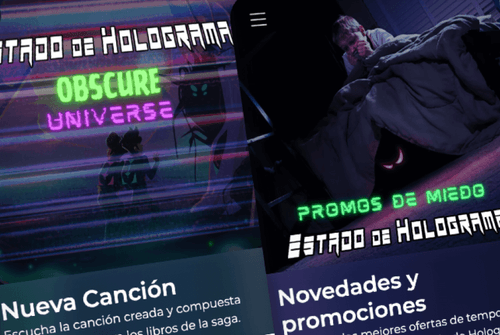 ESTADO DE HOLOGRAMA
OBSCURE
UNIVERSE
Nueva Canción
Escucha la canción creada y compuesta
los libros de la saga.
PROMOS DE MIEDO
ESTADO DE HOLOGRAMA
Novedades y
promociones
mejores ofertas de